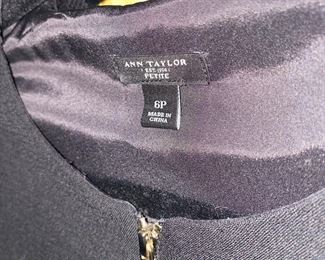 ANN TAYLOR
EST. 1954
PETITE
6P
MADE IN
CHINA